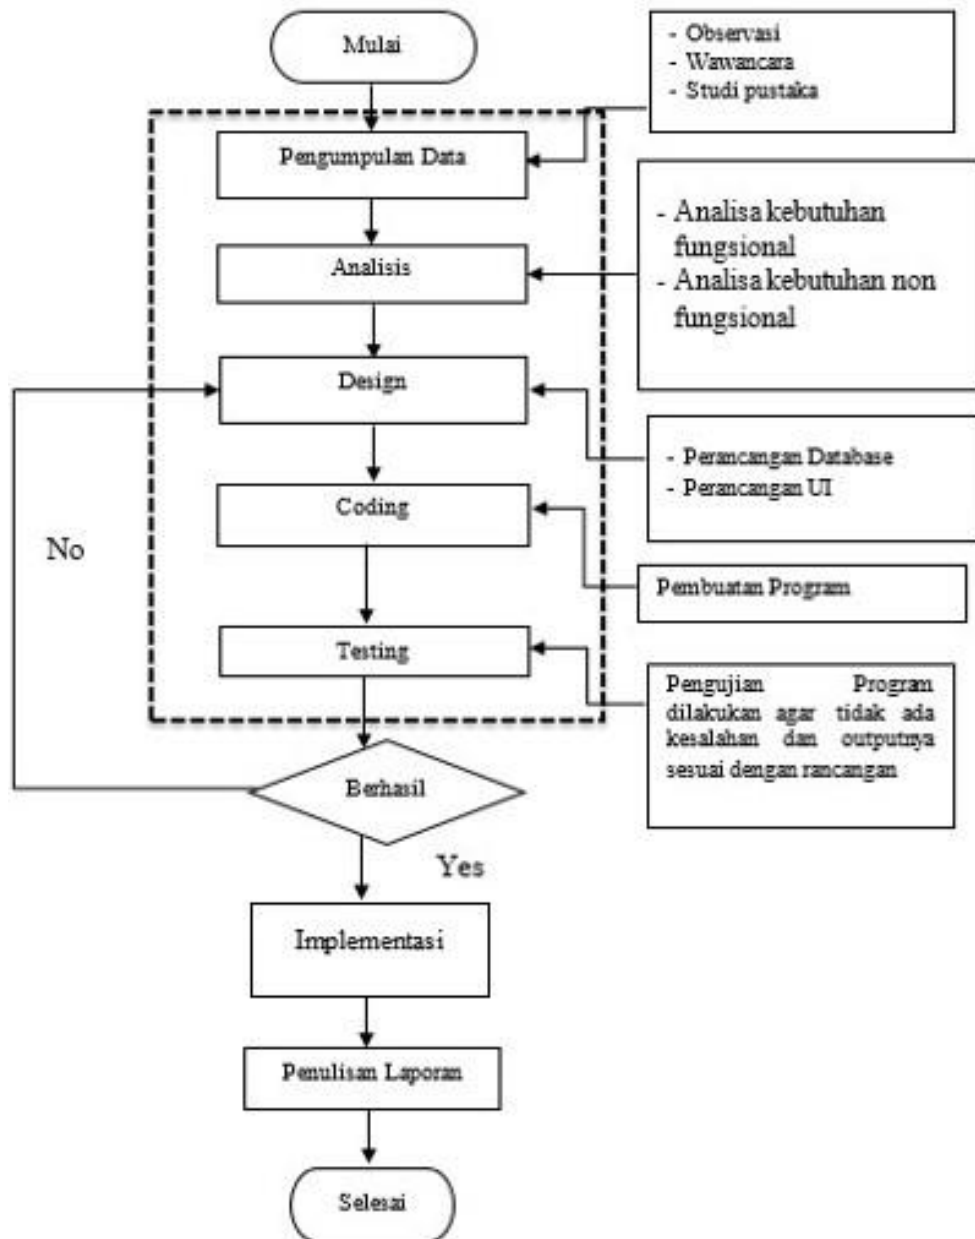 Mulai
- Observasi
- Wawancara
- Studi pustaka
Pengumpulan Data
- Analisa kebutuhan
fungsional
- Analisa kebutuhan non
fungsional
Analisis
Design
- Perancangan Database
- Perancangan UI
Coding
No
Pembuatan Program
Testing
Pengujian Program
dilakukan agar tidak ada
kesalahan dan outputnya
sesuai dengan rancangan
Berhasil
Yes
Implementasi
Penulisan Laporan
Selesai